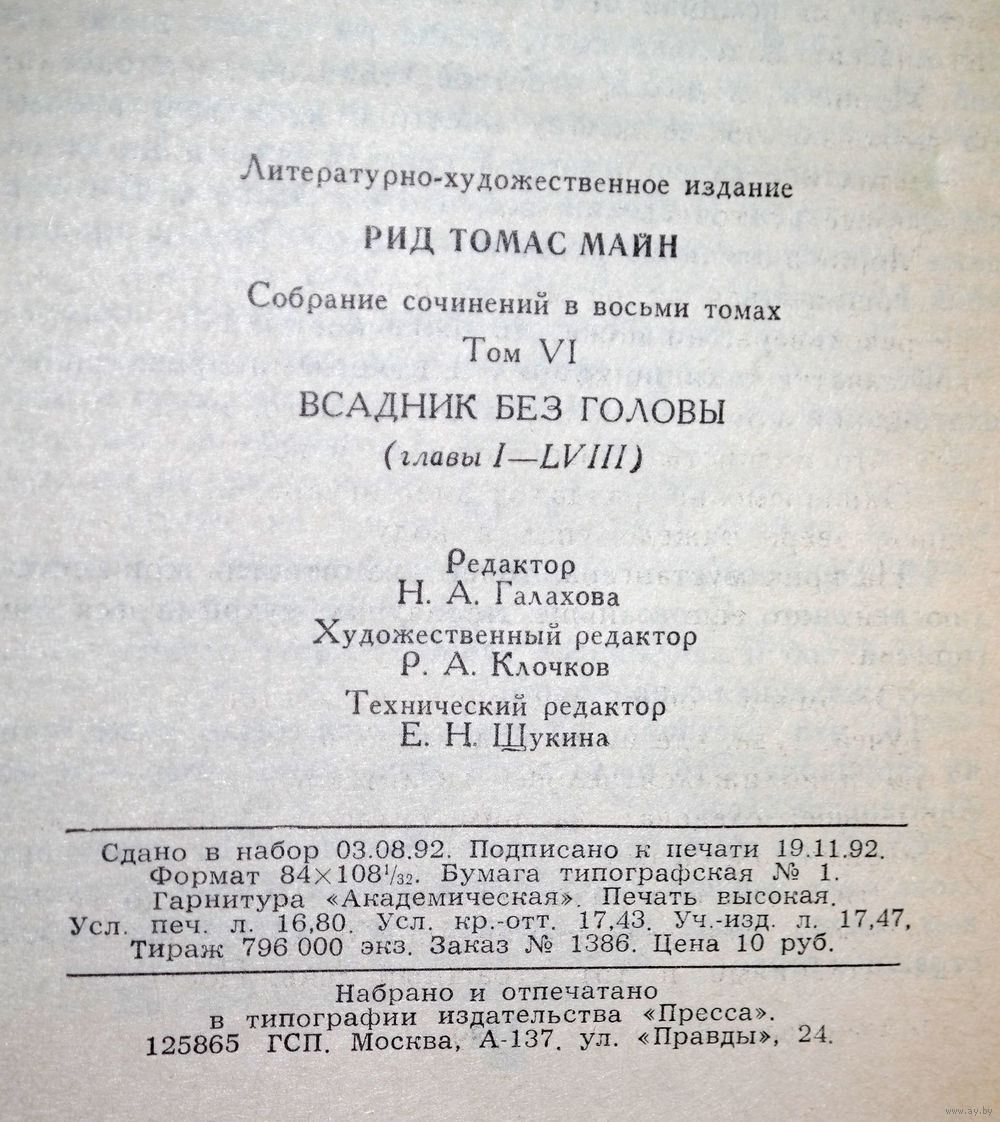 Литературно-художественное издание
РИД ТОМАС МАЙН
Собрание сочинений в восьми томах
Том VI
ВСАДНИК БЕЗ ГОЛОВЫ
(главы I—LVIII)
Редактор
Н. А. Галахова
Художественный редактор
Р. А. Клочков
Технический редактор
Е. Н. Щукина
Сдано в набор 03.08.92. Подписано к печати 19.11.92.
Формат 84×108¹/₃₂. Бумага типографская № 1.
Гарнитура «Академическая». Печать высокая.
Усл. печ. л. 16,80. Усл. кр.-отт. 17,43. Уч.-изд. л. 17,47,
Тираж 796 000 экз. Заказ № 1386. Цена 10 руб.
Набрано и отпечатано
в типографии издательства «Пресса».
125865 ГСП. Москва, А-137. ул. «Правды», 24.
www.ay.by